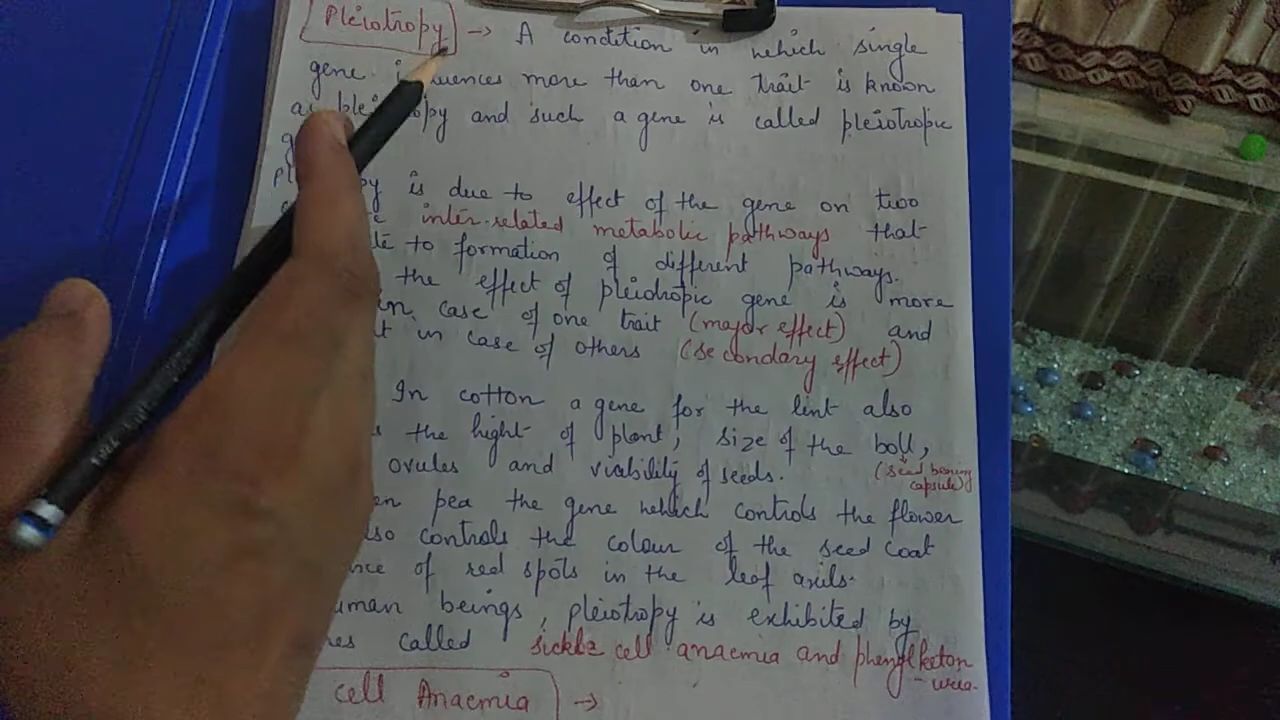 Pleiotropy → A condition in which single
gene more than one trait is known
as and such a gene is called pleiotropic
is due to effect of the gene on two
inter-related metabolic pathways that
to formation of different pathways.
the effect of pleiotropic gene is more
in case of one trait (major effect) and
in case of others (secondary effect)
In cotton a gene for the lint also
the hight of plant, size of the boll,
(seed bearing
capsule)
ovules and viability of seeds.
pea the gene which controls the flower
controls the colour of the seed coat
of red spots in the leaf axils.
beings, pleiotropy is exhibited by
called sickle cell anaemia and phenylketon
-urea.
cell Anaemia →